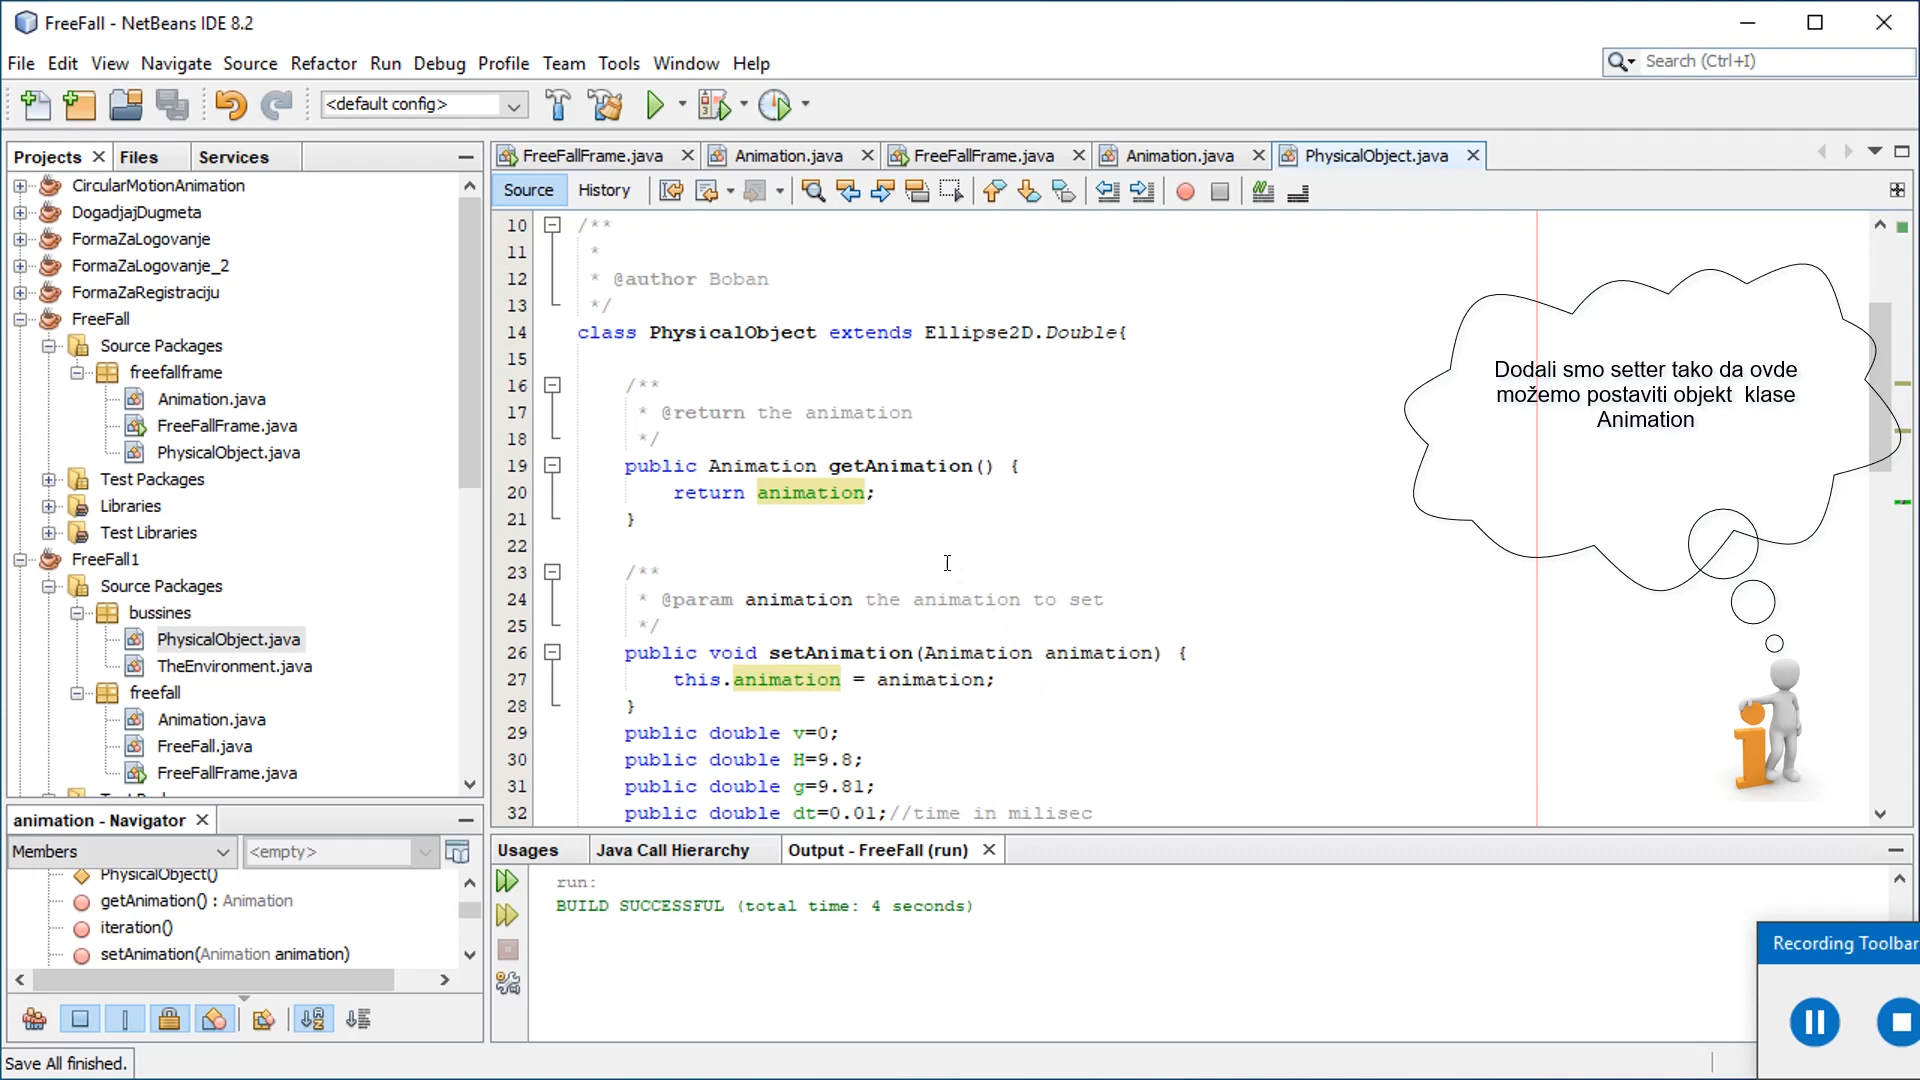 FreeFall - NetBeans IDE 8.2
File Edit View Navigate Source Refactor Run Debug Profile Team Tools Window Help
Search (Ctrl+I)
<default config>
Projects Files Services
CircularMotionAnimation
DogadjajDugmeta
FormaZaLogovanje
FormaZaLogovanje_2
FormaZaRegistraciju
FreeFall
Source Packages
freefallframe
Animation.java
FreeFallFrame.java
PhysicalObject.java
Test Packages
Libraries
Test Libraries
FreeFall1
Source Packages
bussines
PhysicalObject.java
TheEnvironment.java
freefall
Animation.java
FreeFall.java
FreeFallFrame.java
animation - Navigator
Members <empty>
PhysicalObject()
getAnimation() : Animation
iteration()
setAnimation(Animation animation)
FreeFallFrame.java Animation.java FreeFallFrame.java Animation.java PhysicalObject.java
Source History
10 /**
11 *
12 * @author Boban
13 */
14 class PhysicalObject extends Ellipse2D.Double{
15
16 /**
17 * @return the animation
18 */
19 public Animation getAnimation() {
20 return animation;
21 }
22
23 /**
24 * @param animation the animation to set
25 */
26 public void setAnimation(Animation animation) {
27 this.animation = animation;
28 }
29 public double v=0;
30 public double H=9.8;
31 public double g=9.81;
32 public double dt=0.01;//time in milisec
Dodali smo setter tako da ovde
možemo postaviti objekt klase
Animation
Usages Java Call Hierarchy Output - FreeFall (run)
run:
BUILD SUCCESSFUL (total time: 4 seconds)
Recording Toolbar
Save All finished.